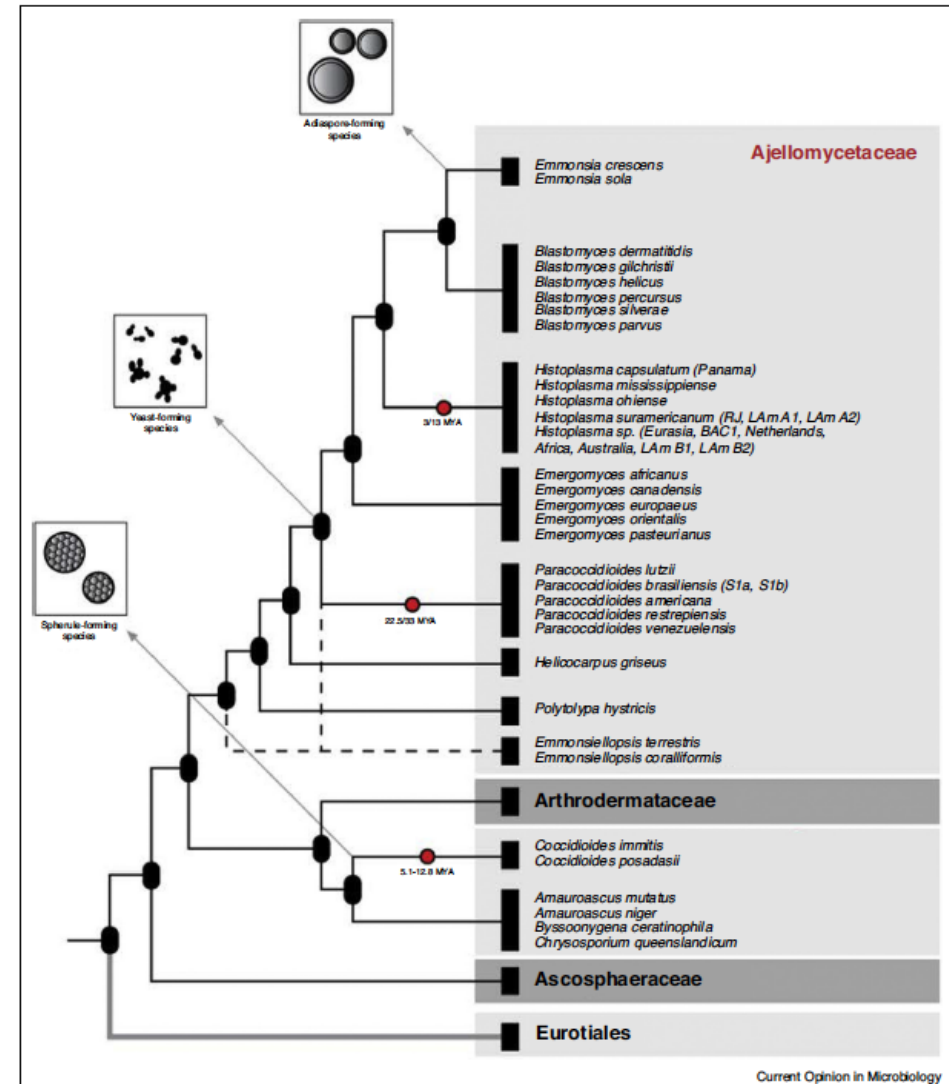 Adiaspore-forming
species
Ajellomycetaceae
Emmonsia crescens
Emmonsia sola
Blastomyces dermatitidis
Blastomyces gilchristii
Blastomyces helicus
Blastomyces percursus
Blastomyces silverae
Blastomyces parvus
Yeast-forming
species
Histoplasma capsulatum (Panama)
Histoplasma mississippiense
Histoplasma ohiense
Histoplasma suramericanum (RJ, LAm A1, LAm A2)
Histoplasma sp. (Eurasia, BAC1, Netherlands,
Africa, Australia, LAm B1, LAm B2)
3/13 MYA
Emergomyces africanus
Emergomyces canadensis
Emergomyces europaeus
Emergomyces orientalis
Emergomyces pasteurianus
Spherule-forming
species
Paracoccidioides lutzii
Paracoccidioides brasiliensis (S1a, S1b)
Paracoccidioides americana
Paracoccidioides restrepiensis
Paracoccidioides venezuelensis
22.5/33 MYA
Helicocarpus griseus
Polytolypa hystricis
Emmonsiellopsis terrestris
Emmonsiellopsis coralliformis
Arthrodermataceae
Coccidioides immitis
Coccidioides posadasii
5.1-12.8 MYA
Amauroascus mutatus
Amauroascus niger
Byssoonygena ceratinophila
Chrysosporium queenslandicum
Ascosphaeraceae
Eurotiales
Current Opinion in Microbiology